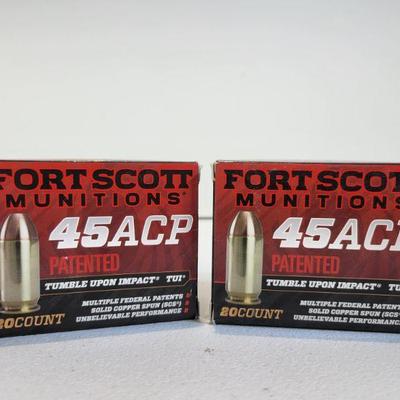 FORT SCOTT
MUNITIONS®
45ACP
PATENTED
TUMBLE UPON IMPACT® TUI®
MULTIPLE FEDERAL PATENTS
SOLID COPPER SPUN (SCS®)
UNBELIEVABLE PERFORMANCE
20COUNT
FORT SCOTT
MUNITIONS
45ACP
PATENTED
TUMBLE UPON IMPACT® TUI
MULTIPLE FEDERAL PATENTS
SOLID COPPER SPUN (SCS®)
UNBELIEVABLE PERFORMANCE
20COUNT